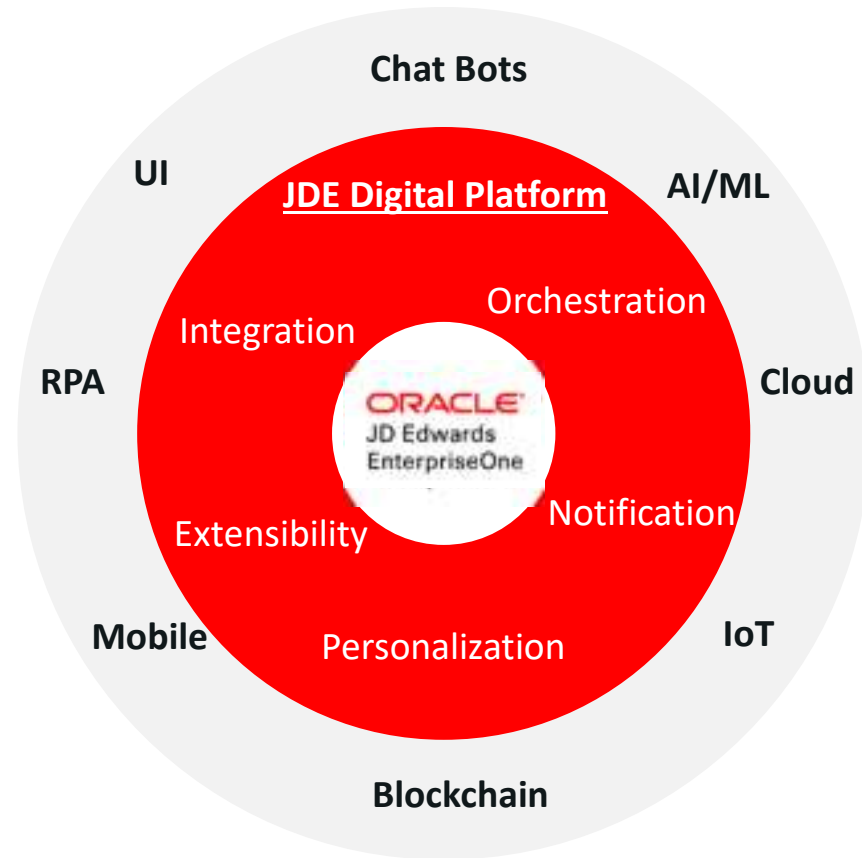 Chat Bots
UI
AI/ML
JDE Digital Platform
Orchestration
Integration
RPA
Cloud
ORACLE'
JD Edwards
EnterpriseOne
Notification
Extensibility
Mobile
IoT
Personalization
Blockchain